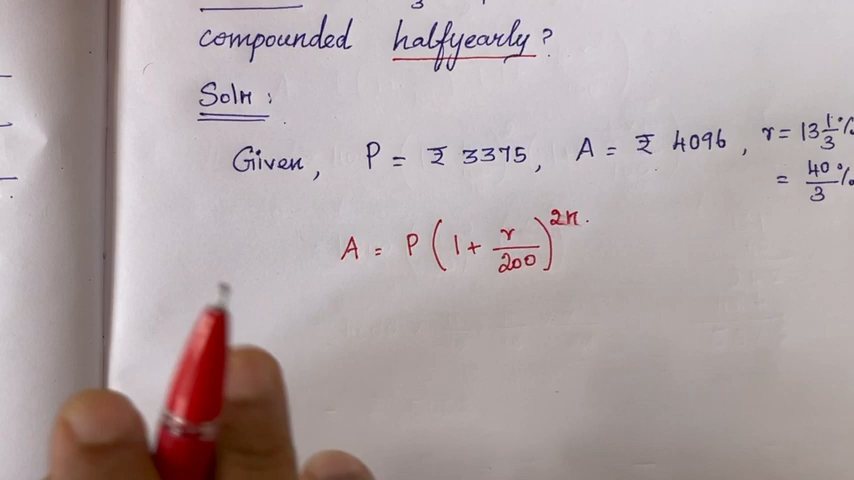 compounded halfyearly?
Soln:
Given, P = ₹ 3375, A = ₹ 4096, r = 13 1/3 %
= 40/3 %
A = P (1 + r/200)^2n.